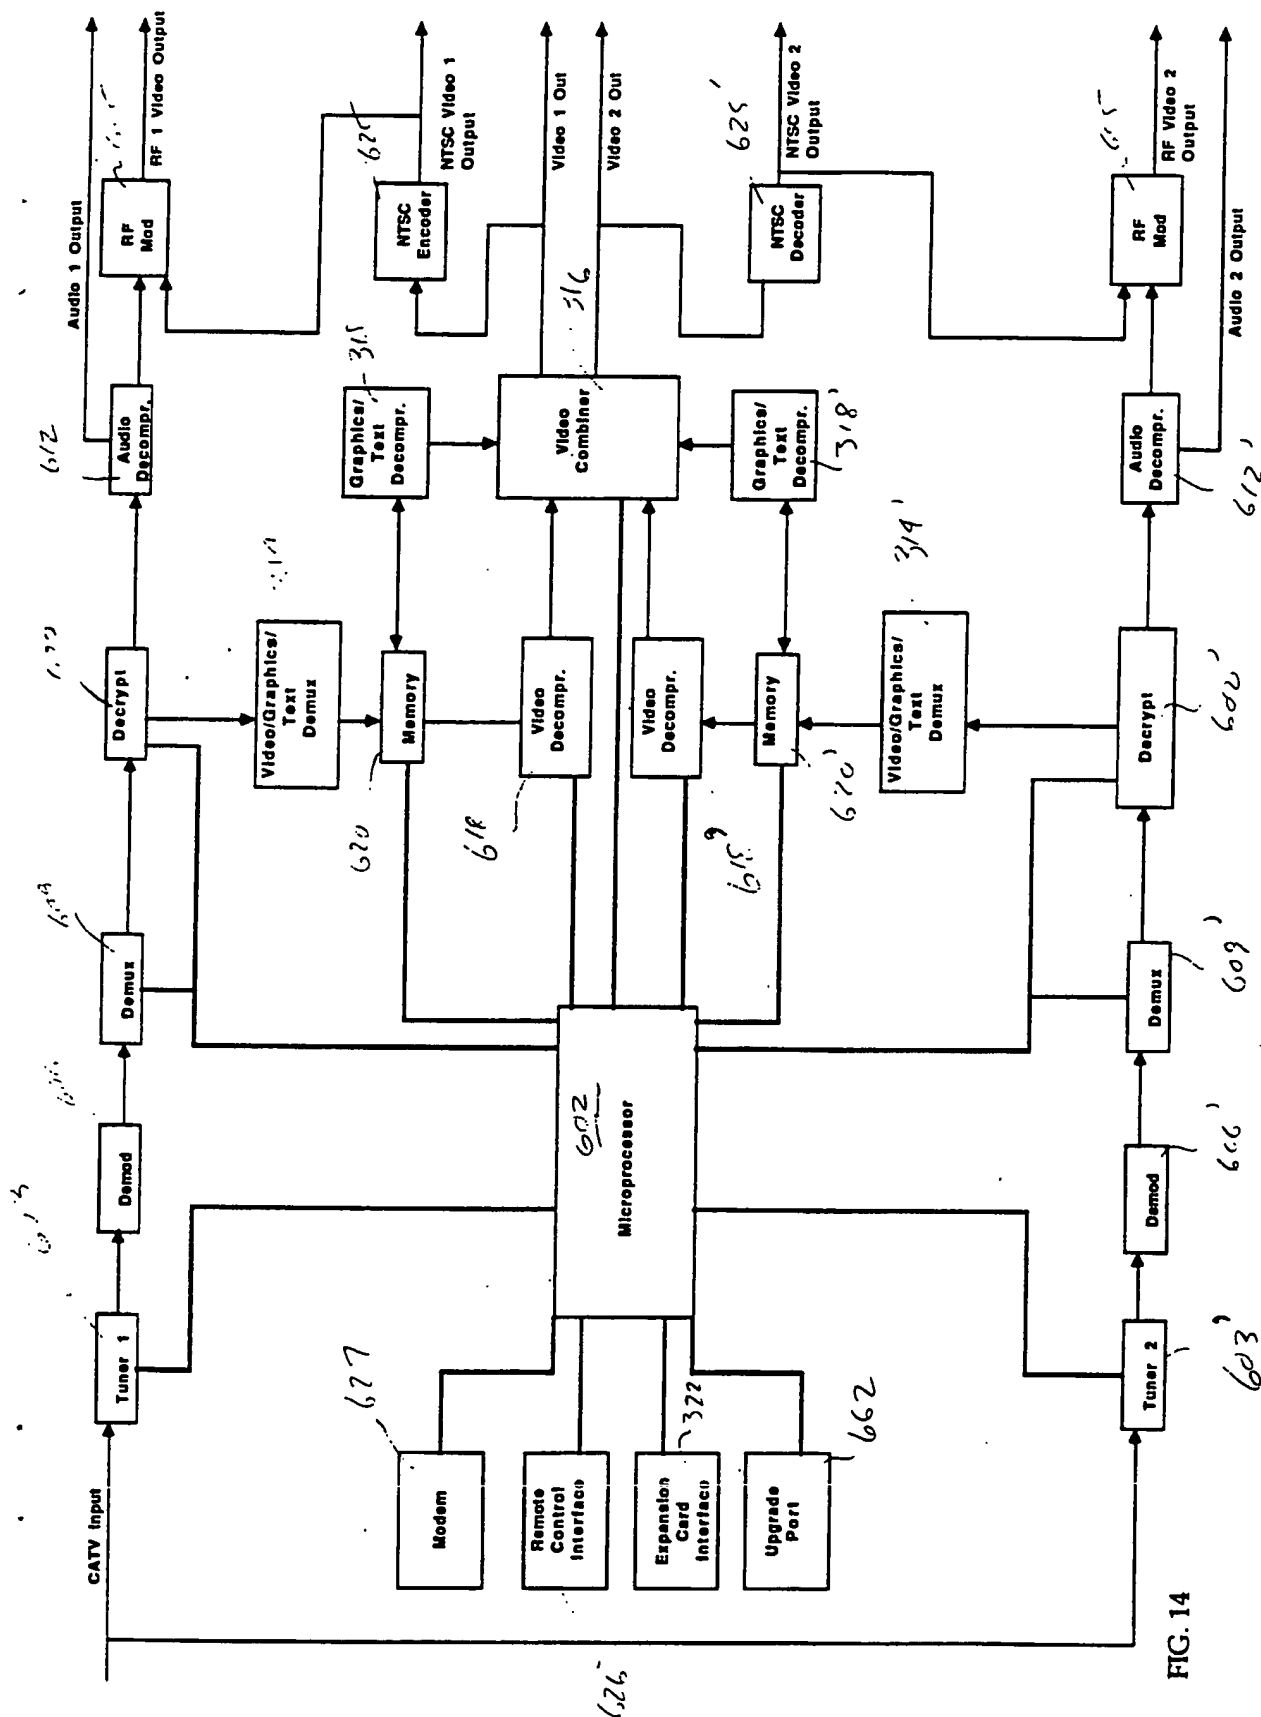 CATV Input
Tuner 1
Demod
Demux
Decrypt
Audio
Decompr.
612
Audio 1 Output
RF
Mod
RF 1 Video Output
Video/Graphics/
Text
Demux
Memory
620
Graphics/
Text
Decompr.
315
NTSC
Encoder
625
NTSC Video 1
Output
Video
Decompr.
618
Video
Combiner
316
Video 1 Out
Video 2 Out
Video
Decompr.
Memory
620'
Graphics/
Text
Decompr.
318'
NTSC
Decoder
625'
NTSC Video 2
Output
Video/Graphics/
Text
Demux
314'
Microprocessor
602
Modem
627
Remote
Control
Interface
Expansion
Card
Interface
322
Upgrade
Port
662
626
Tuner 2
603'
Demod
606'
Demux
609'
Decrypt
600'
Audio
Decompr.
612'
RF
Mod
RF Video 2
Output
Audio 2 Output
FIG. 14